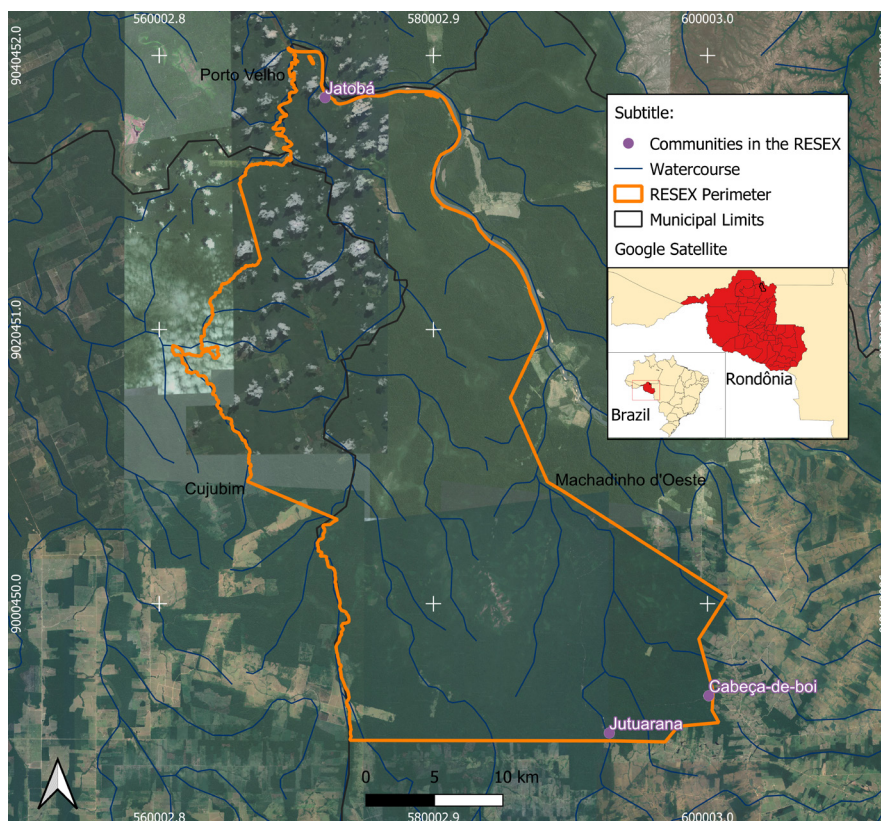 560002.8
580002.9
600003.0
9040452.0
Porto Velho
Jatobá
Subtitle:
Communities in the RESEX
Watercourse
RESEX Perimeter
Municipal Limits
Google Satellite
9020451.0
Rondônia
Brazil
Machadinho d'Oeste
Cujubim
9000450.0
Cabeça-de-boi
Jutuarana
0 5 10 km
560002.8
580002.9
600003.0